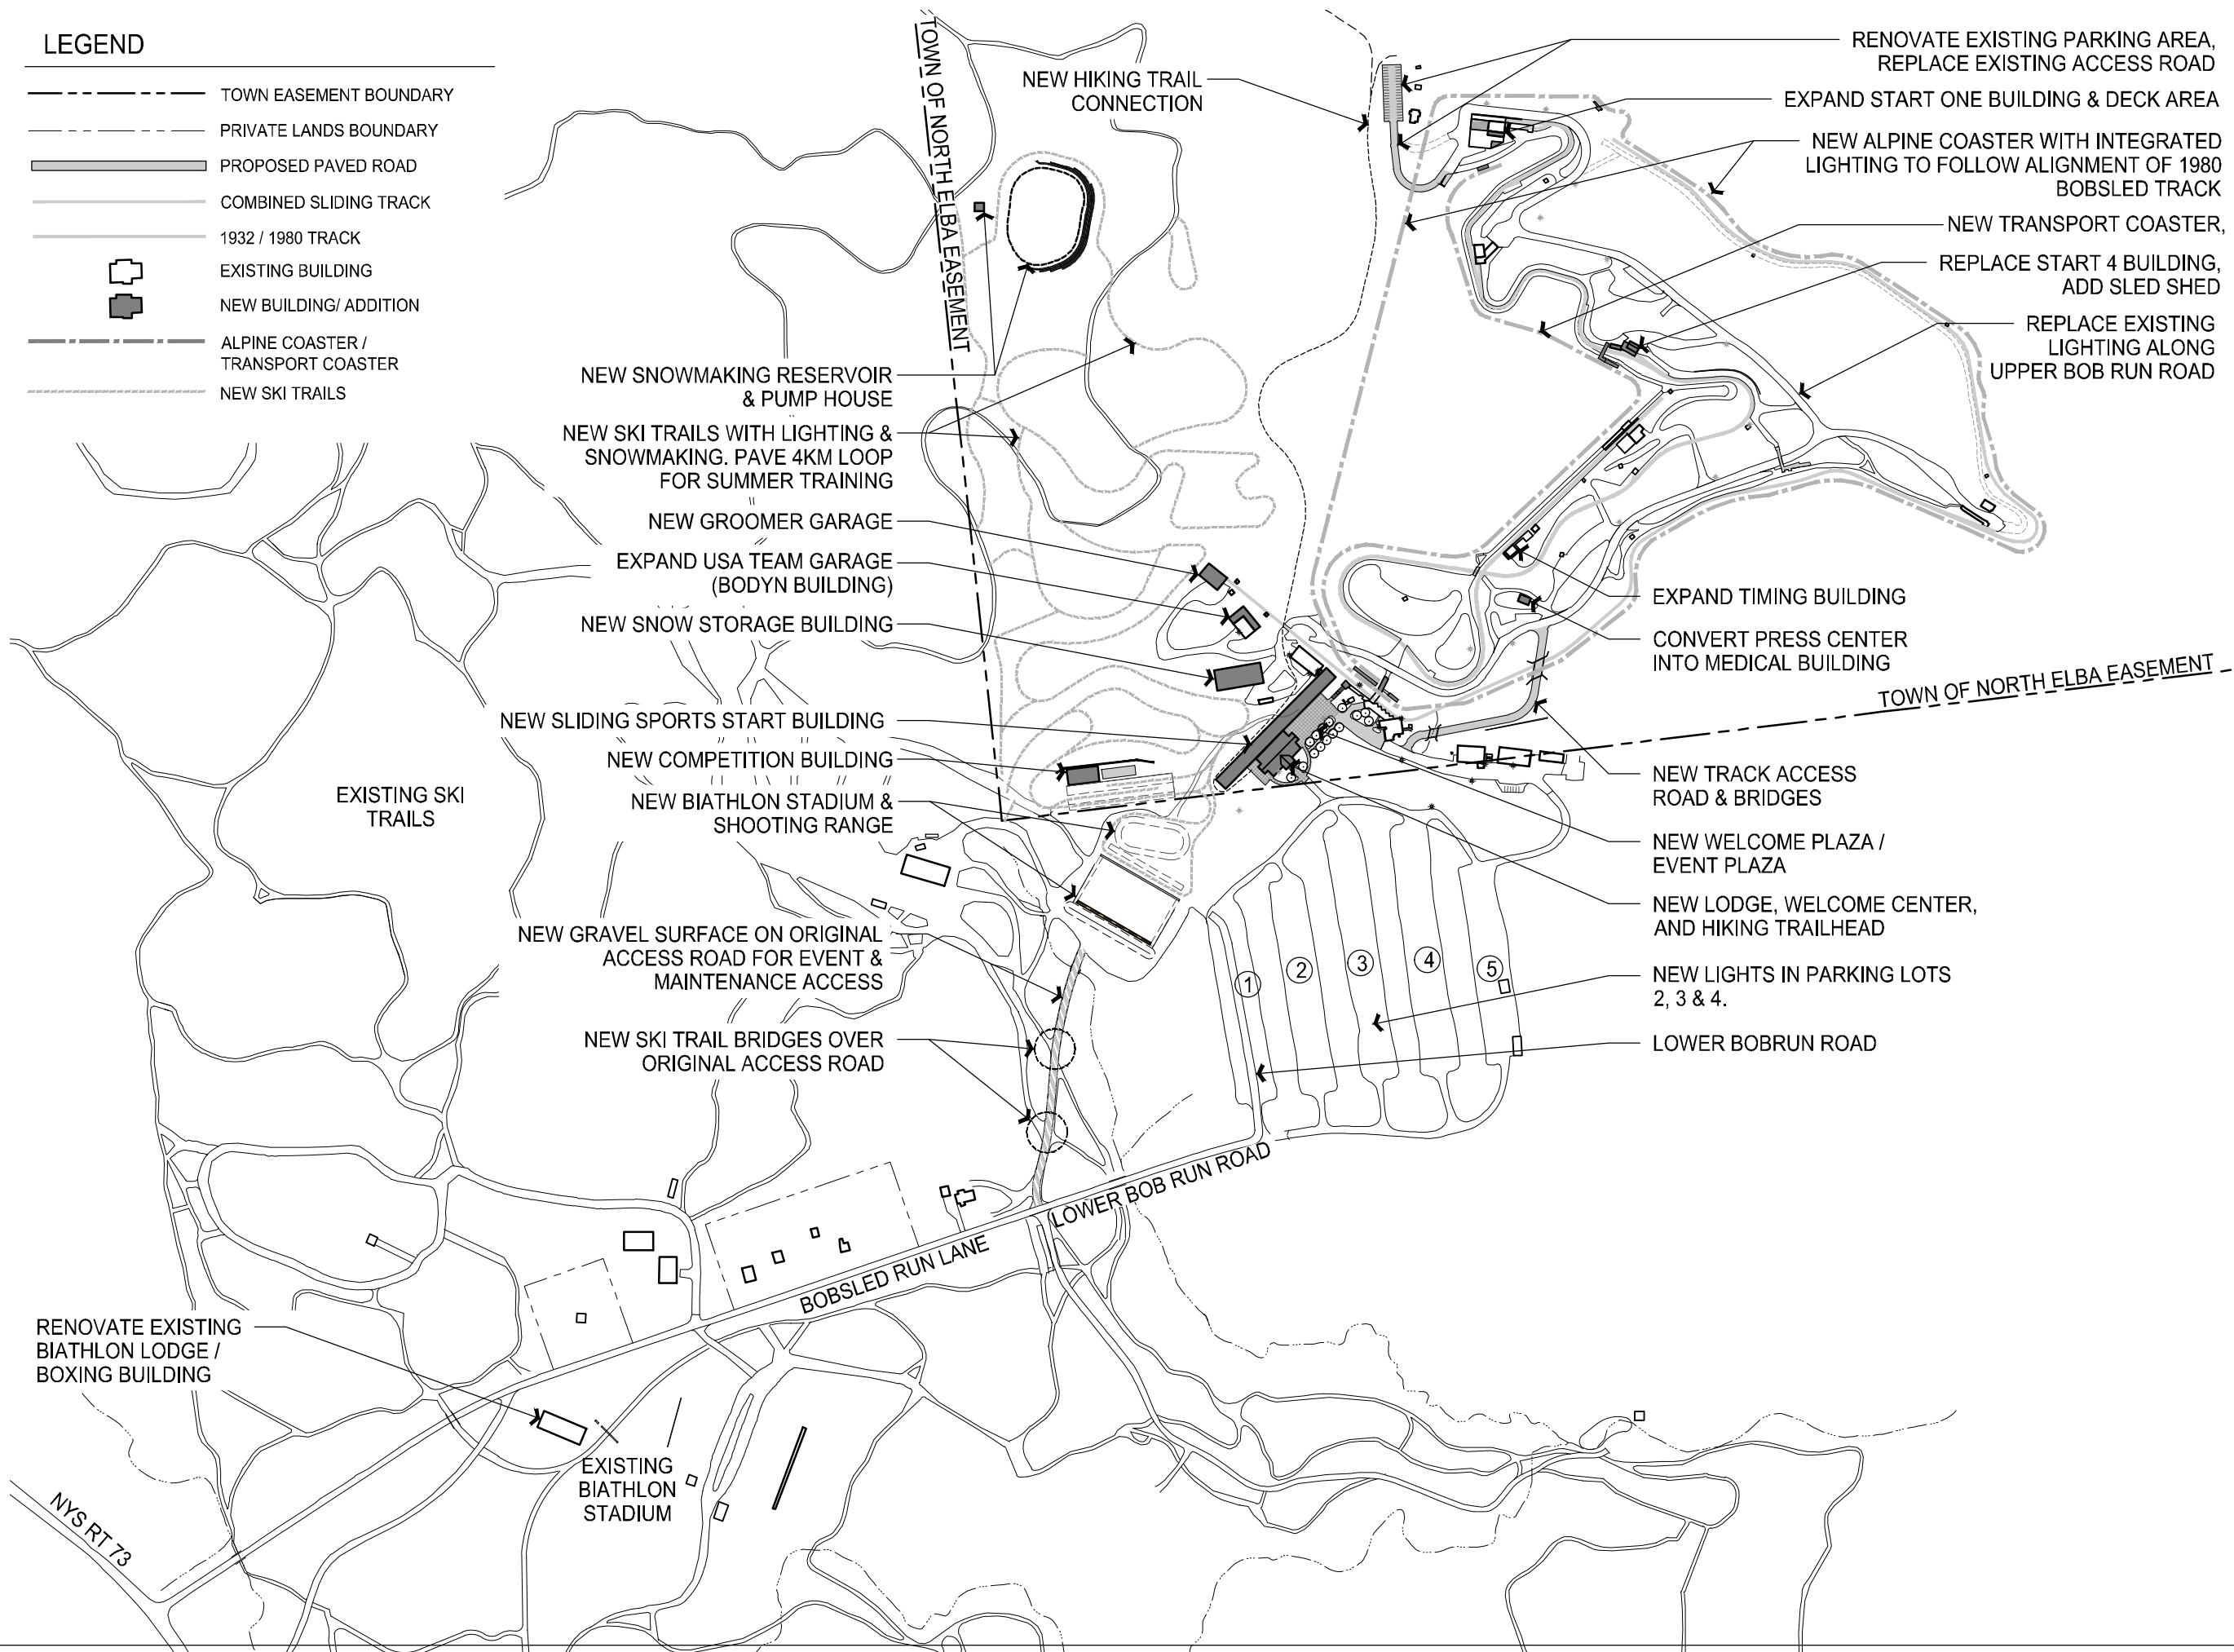 LEGEND
TOWN EASEMENT BOUNDARY
PRIVATE LANDS BOUNDARY
PROPOSED PAVED ROAD
COMBINED SLIDING TRACK
1932 / 1980 TRACK
EXISTING BUILDING
NEW BUILDING/ ADDITION
ALPINE COASTER /
TRANSPORT COASTER
NEW SKI TRAILS
TOWN OF NORTH ELBA EASEMENT
NEW HIKING TRAIL
CONNECTION
NEW SNOWMAKING RESERVOIR
& PUMP HOUSE
NEW SKI TRAILS WITH LIGHTING &
SNOWMAKING. PAVE 4KM LOOP
FOR SUMMER TRAINING
NEW GROOMER GARAGE
EXPAND USA TEAM GARAGE
(BODYN BUILDING)
NEW SNOW STORAGE BUILDING
NEW SLIDING SPORTS START BUILDING
NEW COMPETITION BUILDING
NEW BIATHLON STADIUM &
SHOOTING RANGE
NEW GRAVEL SURFACE ON ORIGINAL
ACCESS ROAD FOR EVENT &
MAINTENANCE ACCESS
NEW SKI TRAIL BRIDGES OVER
ORIGINAL ACCESS ROAD
EXISTING SKI
TRAILS
RENOVATE EXISTING PARKING AREA,
REPLACE EXISTING ACCESS ROAD
EXPAND START ONE BUILDING & DECK AREA
NEW ALPINE COASTER WITH INTEGRATED
LIGHTING TO FOLLOW ALIGNMENT OF 1980
BOBSLED TRACK
NEW TRANSPORT COASTER,
REPLACE START 4 BUILDING,
ADD SLED SHED
REPLACE EXISTING
LIGHTING ALONG
UPPER BOB RUN ROAD
EXPAND TIMING BUILDING
CONVERT PRESS CENTER
INTO MEDICAL BUILDING
TOWN OF NORTH ELBA EASEMENT
NEW TRACK ACCESS
ROAD & BRIDGES
NEW WELCOME PLAZA /
EVENT PLAZA
NEW LODGE, WELCOME CENTER,
AND HIKING TRAILHEAD
NEW LIGHTS IN PARKING LOTS
2, 3 & 4.
LOWER BOBRUN ROAD
1
2
3
4
5
LOWER BOB RUN ROAD
BOBSLED RUN LANE
RENOVATE EXISTING
BIATHLON LODGE /
BOXING BUILDING
EXISTING
BIATHLON
STADIUM
NYS RT 73